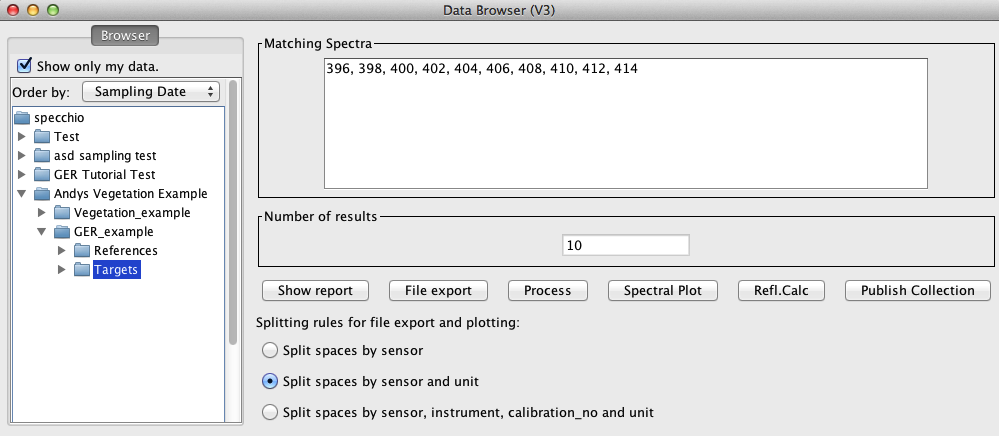 Data Browser (V3)
Browser
Show only my data.
Order by: Sampling Date
specchio
Test
asd sampling test
GER Tutorial Test
Andys Vegetation Example
Vegetation_example
GER_example
References
Targets
Matching Spectra
396, 398, 400, 402, 404, 406, 408, 410, 412, 414
Number of results
10
Show report File export Process Spectral Plot Refl.Calc Publish Collection
Splitting rules for file export and plotting:
Split spaces by sensor
Split spaces by sensor and unit
Split spaces by sensor, instrument, calibration_no and unit